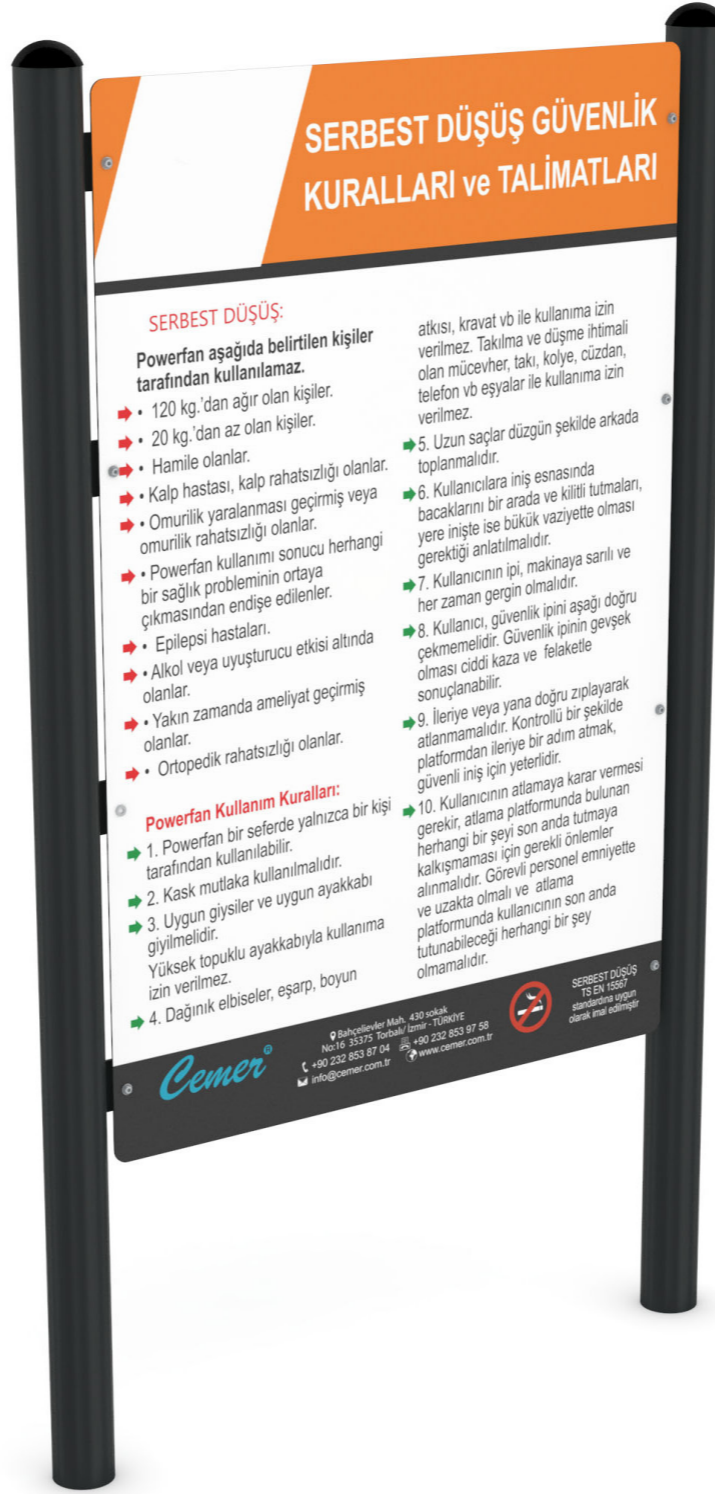 SERBEST DÜŞÜŞ GÜVENLİK
KURALLARI ve TALİMATLARI
SERBEST DÜŞÜŞ:
Powerfan aşağıda belirtilen kişiler
tarafından kullanılamaz.
• 120 kg.'dan ağır olan kişiler.
• 20 kg.'dan az olan kişiler.
• Hamile olanlar.
• Kalp hastası, kalp rahatsızlığı olanlar.
• Omurilik yaralanması geçirmiş veya
omurilik rahatsızlığı olanlar.
• Powerfan kullanımı sonucu herhangi
bir sağlık probleminin ortaya
çıkmasından endişe edilenler.
• Epilepsi hastaları.
• Alkol veya uyuşturucu etkisi altında
olanlar.
• Yakın zamanda ameliyat geçirmiş
olanlar.
• Ortopedik rahatsızlığı olanlar.
Powerfan Kullanım Kuralları:
1. Powerfan bir seferde yalnızca bir kişi
tarafından kullanılabilir.
2. Kask mutlaka kullanılmalıdır.
3. Uygun giysiler ve uygun ayakkabı
giyilmelidir.
Yüksek topuklu ayakkabıyla kullanıma
izin verilmez.
4. Dağınık elbiseler, eşarp, boyun
atkısı, kravat vb ile kullanıma izin
verilmez. Takılma ve düşme ihtimali
olan mücevher, takı, kolye, cüzdan,
telefon vb eşyalar ile kullanıma izin
verilmez.
5. Uzun saçlar düzgün şekilde arkada
toplanmalıdır.
6. Kullanıcılara iniş esnasında
bacaklarını bir arada ve kilitli tutmaları,
yere inişte ise bükük vaziyette olması
gerektiği anlatılmalıdır.
7. Kullanıcının ipi, makinaya sarılı ve
her zaman gergin olmalıdır.
8. Kullanıcı, güvenlik ipini aşağı doğru
çekmemelidir. Güvenlik ipinin gevşek
olması ciddi kaza ve felaketle
sonuçlanabilir.
9. İleriye veya yana doğru zıplayarak
atlanmamalıdır. Kontrollü bir şekilde
platformdan ileriye bir adım atmak,
güvenli iniş için yeterlidir.
10. Kullanıcının atlamaya karar vermesi
gerekir, atlama platformunda bulunan
herhangi bir şeyi son anda tutmaya
kalkışmaması için gerekli önlemler
alınmalıdır. Görevli personel emniyette
ve uzakta olmalı ve atlama
platformunda kullanıcının son anda
tutunabileceği herhangi bir şey
olmamalıdır.
Cemer®
Bahçelievler Mah. 430 sokak
No:16 35375 Torbalı/ İzmir - TÜRKİYE
+90 232 853 87 04 +90 232 853 97 58
info@cemer.com.tr www.cemer.com.tr
SERBEST DÜŞÜŞ
TS EN 15567
standardına uygun
olarak imal edilmiştir